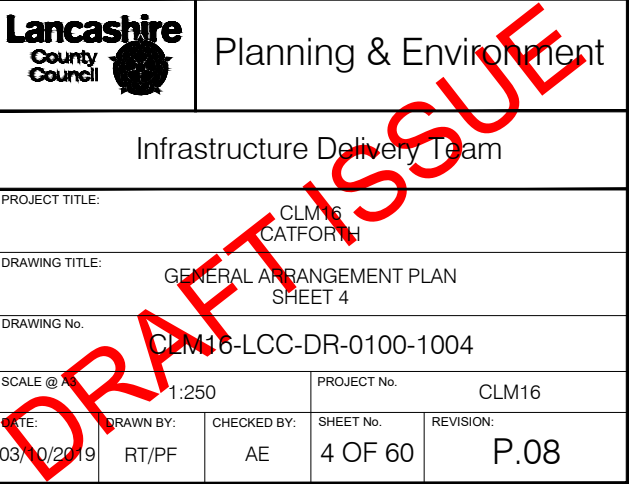 Lancashire
County
Council
Planning & Environment
Infrastructure Delivery Team
PROJECT TITLE:
CLM16
CATFORTH
DRAWING TITLE:
GENERAL ARRANGEMENT PLAN
SHEET 4
DRAWING No.
CLM16-LCC-DR-0100-1004
SCALE @ A3
1:250
PROJECT No.
CLM16
DATE:
03/10/2019
DRAWN BY:
RT/PF
CHECKED BY:
AE
SHEET No.
4 OF 60
REVISION:
P.08
DRAFT ISSUE